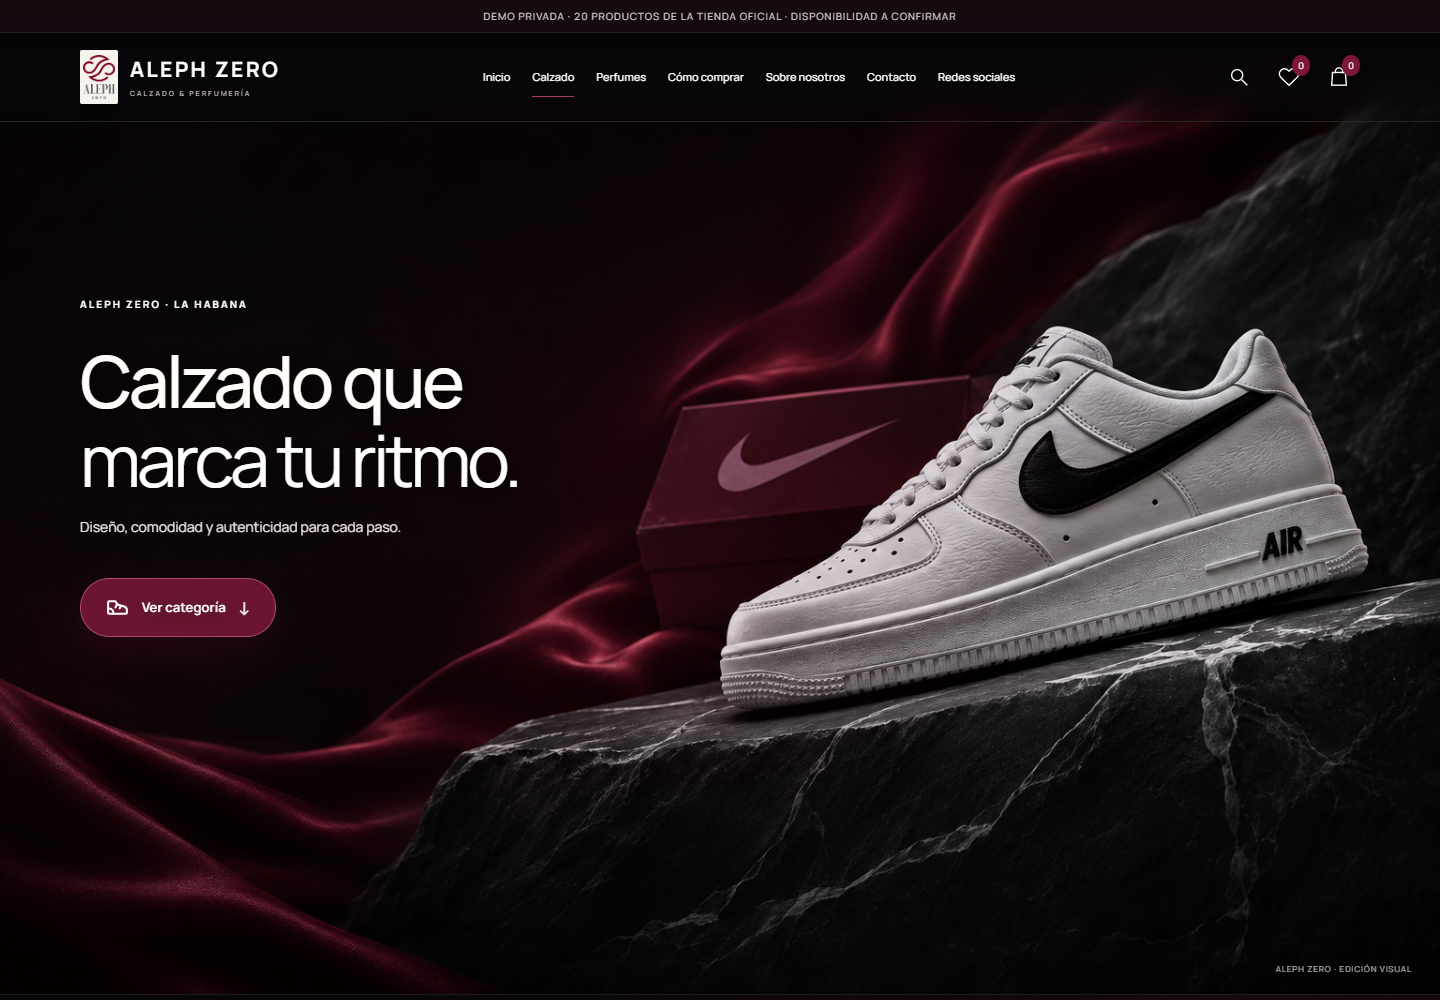 DEMO PRIVADA · 20 PRODUCTOS DE LA TIENDA OFICIAL · DISPONIBILIDAD A CONFIRMAR
ALEPH
zero
ALEPH ZERO
CALZADO & PERFUMERÍA
Inicio Calzado Perfumes Cómo comprar Sobre nosotros Contacto Redes sociales
0 0
ALEPH ZERO · LA HABANA
Calzado que
marca tu ritmo.
Diseño, comodidad y autenticidad para cada paso.
Ver categoría ↓
AIR
ALEPH ZERO · EDICIÓN VISUAL